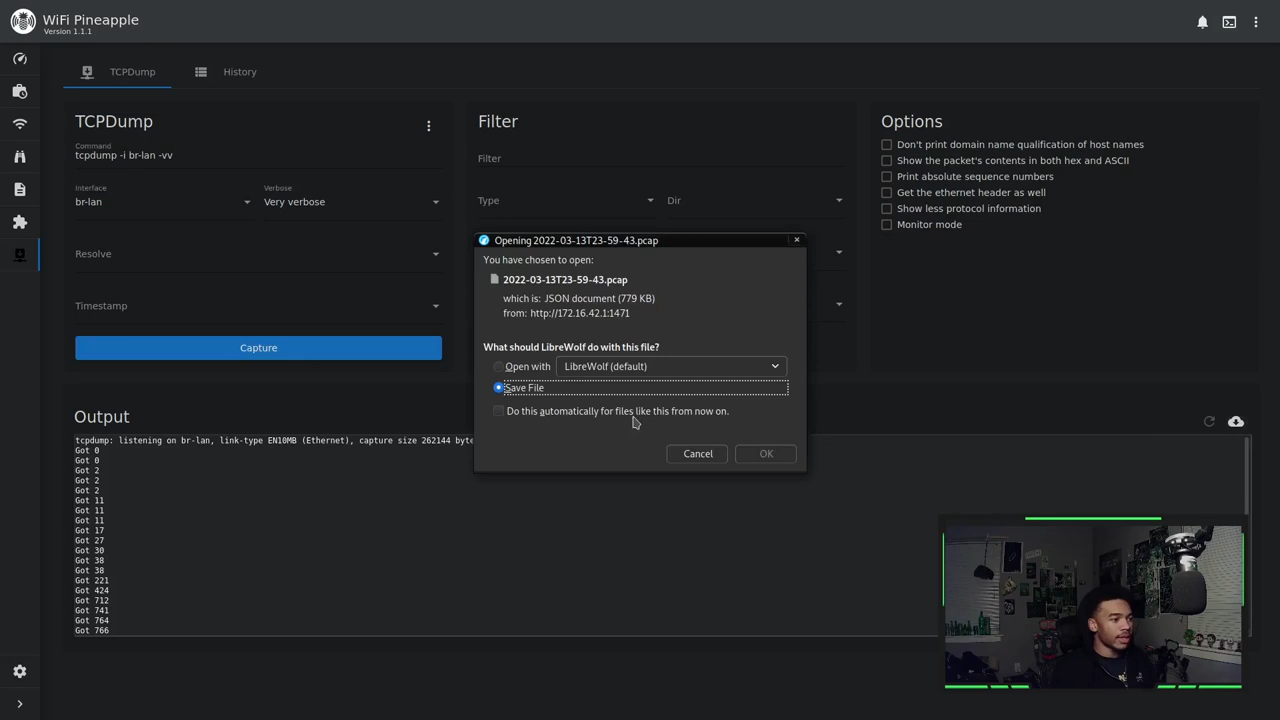 WiFi Pineapple
Version 1.1.1
TCPDump
History
TCPDump
Command
tcpdump -i br-lan -vv
Interface
br-lan
Verbose
Very verbose
Resolve
Timestamp
Capture
Filter
Filter
Type
Dir
Options
Don't print domain name qualification of host names
Show the packet's contents in both hex and ASCII
Print absolute sequence numbers
Get the ethernet header as well
Show less protocol information
Monitor mode
Opening 2022-03-13T23-59-43.pcap
You have chosen to open:
2022-03-13T23-59-43.pcap
which is: JSON document (779 KB)
from: http://172.16.42.1:1471
What should LibreWolf do with this file?
Open with
LibreWolf (default)
Save File
Do this automatically for files like this from now on.
Cancel
OK
Output
tcpdump: listening on br-lan, link-type EN10MB (Ethernet), capture size 262144 byte
Got 0
Got 0
Got 2
Got 2
Got 2
Got 11
Got 11
Got 11
Got 17
Got 27
Got 30
Got 38
Got 38
Got 221
Got 424
Got 712
Got 741
Got 764
Got 766